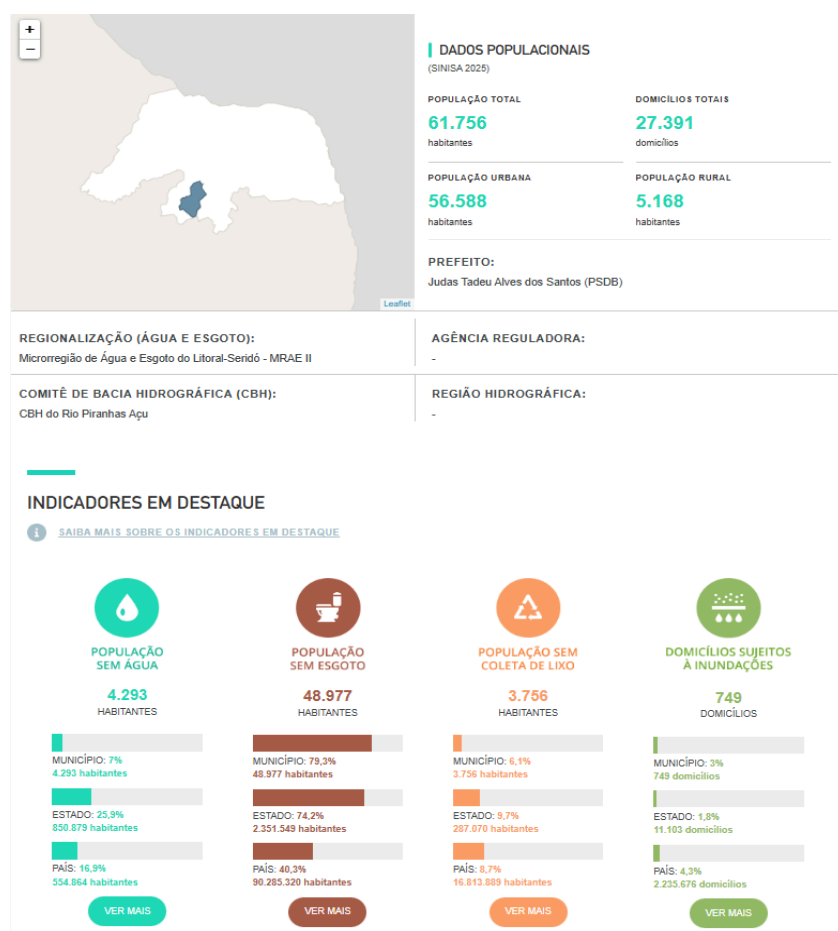 +
−
Leaflet
DADOS POPULACIONAIS
(SINISA 2025)
POPULAÇÃO TOTAL
61.756
habitantes
DOMICÍLIOS TOTAIS
27.391
domicílios
POPULAÇÃO URBANA
56.588
habitantes
POPULAÇÃO RURAL
5.168
habitantes
PREFEITO:
Judas Tadeu Alves dos Santos (PSDB)
REGIONALIZAÇÃO (ÁGUA E ESGOTO):
Microrregião de Água e Esgoto do Litoral-Seridó - MRAE II
AGÊNCIA REGULADORA:
-
COMITÊ DE BACIA HIDROGRÁFICA (CBH):
CBH do Rio Piranhas Açu
REGIÃO HIDROGRÁFICA:
-
INDICADORES EM DESTAQUE
i
SAIBA MAIS SOBRE OS INDICADORES EM DESTAQUE
POPULAÇÃO
SEM ÁGUA
4.293
HABITANTES
MUNICÍPIO: 7%
4.293 habitantes
ESTADO: 25,9%
850.879 habitantes
PAÍS: 16,9%
554.864 habitantes
VER MAIS
POPULAÇÃO
SEM ESGOTO
48.977
HABITANTES
MUNICÍPIO: 79,3%
48.977 habitantes
ESTADO: 74,2%
2.351.549 habitantes
PAÍS: 40,3%
90.285.320 habitantes
VER MAIS
POPULAÇÃO SEM
COLETA DE LIXO
3.756
HABITANTES
MUNICÍPIO: 6,1%
3.756 habitantes
ESTADO: 9,7%
287.070 habitantes
PAÍS: 8,7%
16.813.889 habitantes
VER MAIS
DOMICÍLIOS SUJEITOS
À INUNDAÇÕES
749
DOMICÍLIOS
MUNICÍPIO: 3%
749 domicílios
ESTADO: 1,8%
11.103 domicílios
PAÍS: 4,3%
2.235.676 domicílios
VER MAIS